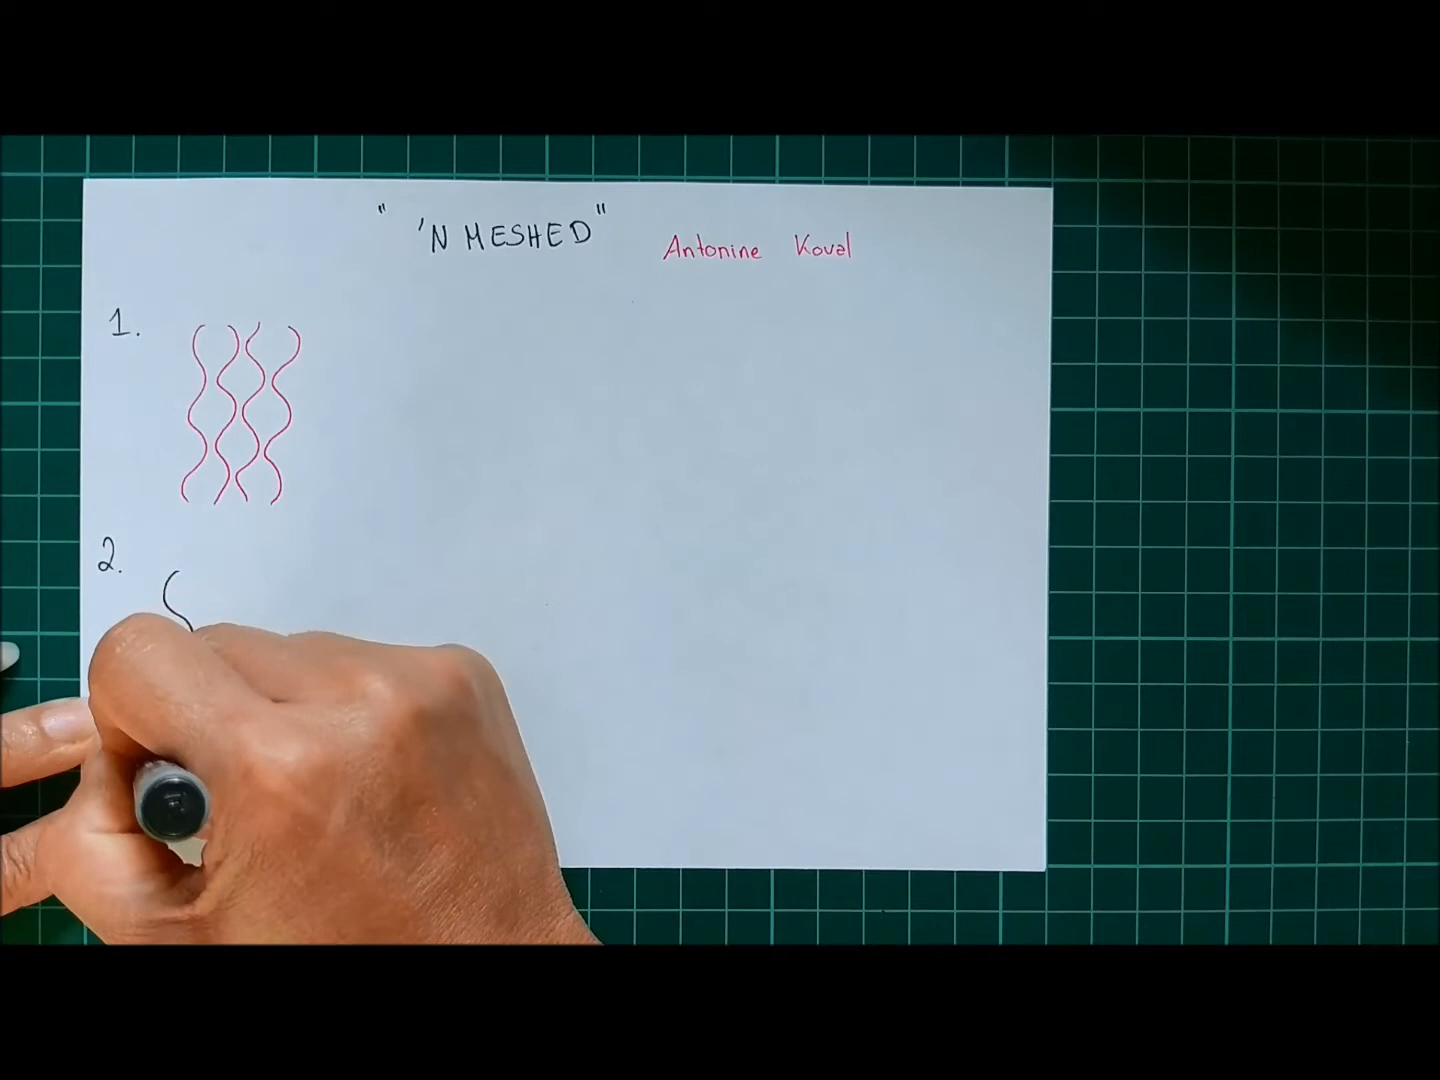 " 'N MESHED " Antonine Koval
1.
2.